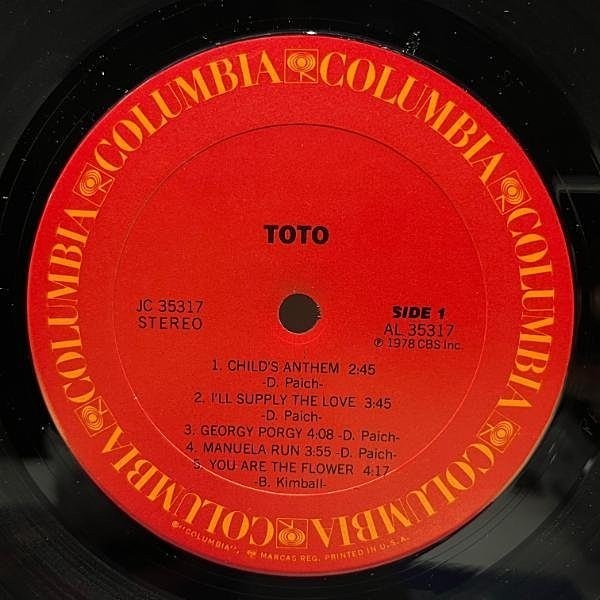 COLUMBIA COLUMBIA COLUMBIA COLUMBIA COLUMBIA COLUMBIA
TOTO
JC 35317
STEREO
SIDE 1
AL 35317
℗ 1978 CBS Inc.
1. CHILD'S ANTHEM 2:45
-D. Paich-
2. I'LL SUPPLY THE LOVE 3:45
-D. Paich-
3. GEORGY PORGY 4:08 -D. Paich-
4. MANUELA RUN 3:55 -D. Paich-
5. YOU ARE THE FLOWER 4:17
-B. Kimball-
®"COLUMBIA", MARCAS REG. PRINTED IN U.S.A.